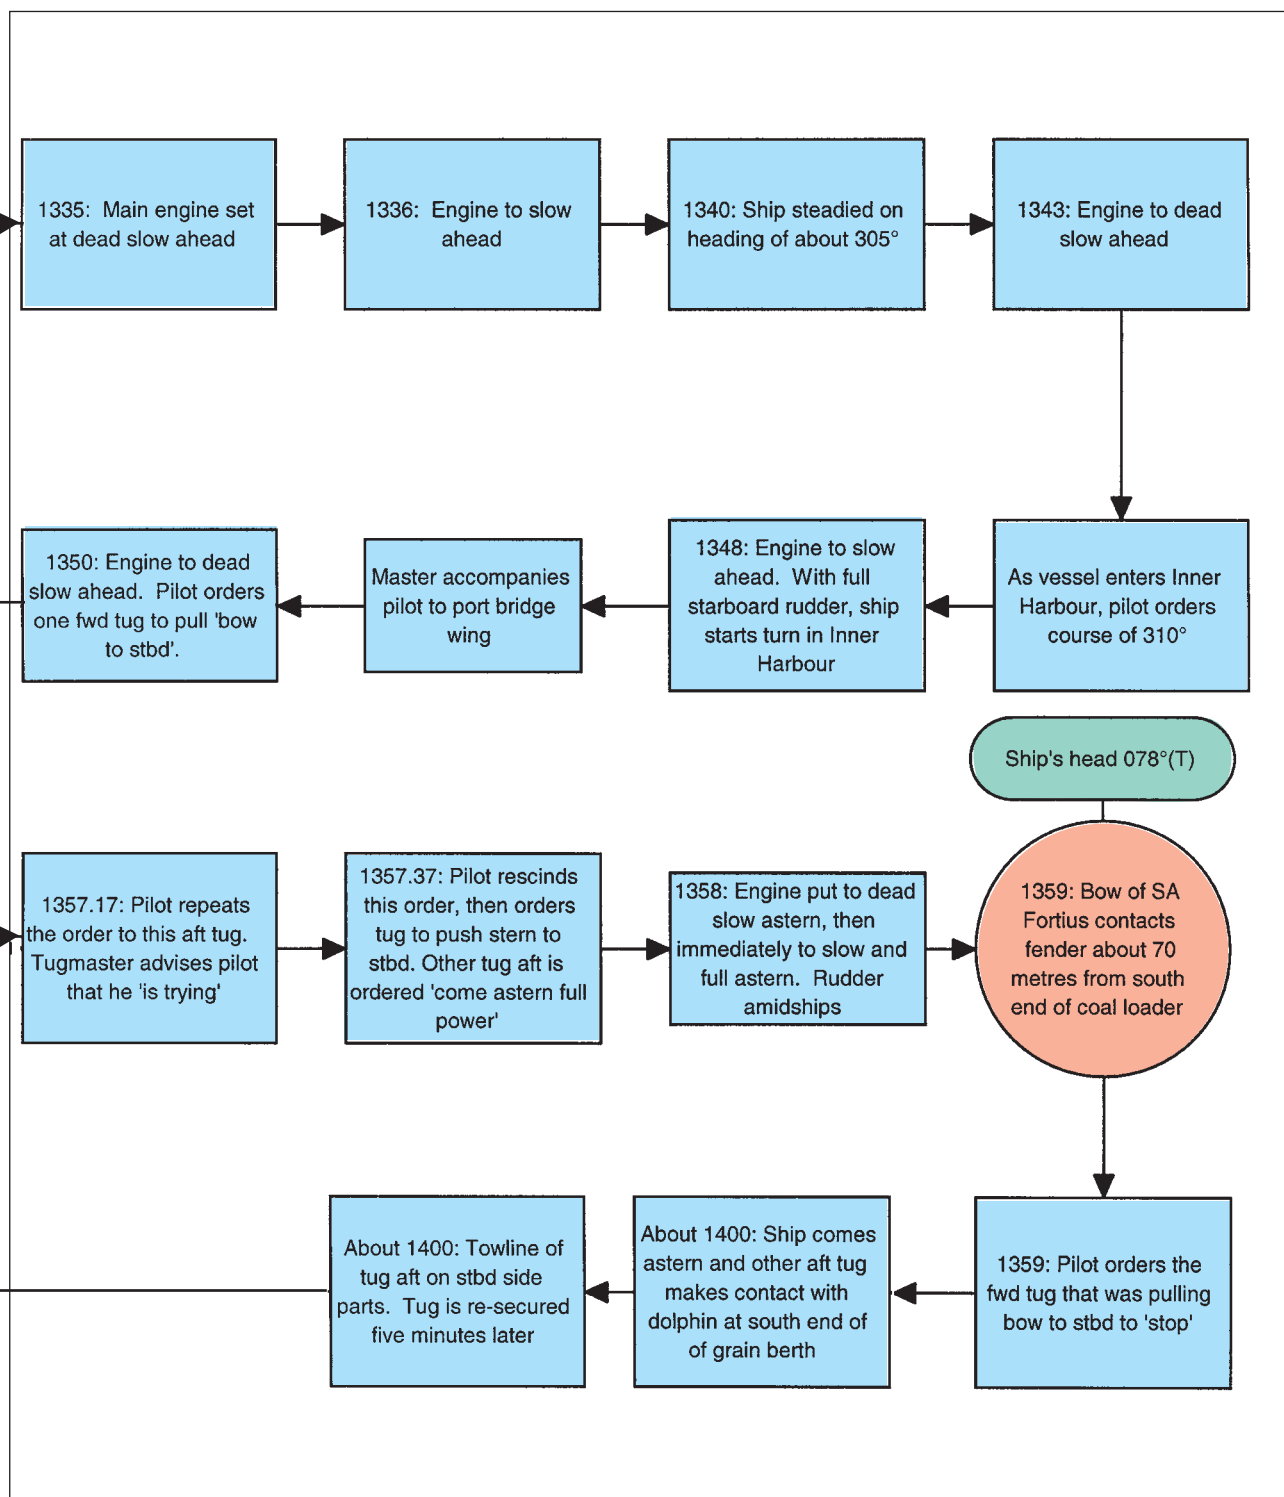 1335:  Main engine set
at dead slow ahead
1336:  Engine to slow
ahead
1340: Ship steadied on
heading of about 305°
1343: Engine to dead
slow ahead
As vessel enters Inner
Harbour, pilot orders
course of 310°
1348: Engine to slow
ahead.  With full
starboard rudder, ship
starts turn in Inner
Harbour
Master accompanies
pilot to port bridge
wing
1350: Engine to dead
slow ahead.  Pilot orders
one fwd tug to pull 'bow
to stbd'.
1357.17: Pilot repeats
the order to this aft tug.
Tugmaster advises pilot
that he 'is trying'
1357.37: Pilot rescinds
this order, then orders
tug to push stern to
stbd. Other tug aft is
ordered 'come astern full
power'
1358: Engine put to dead
slow astern, then
immediately to slow and
full astern.  Rudder
amidships
Ship's head 078°(T)
1359: Bow of SA
Fortius contacts
fender about 70
metres from south
end of coal loader
1359: Pilot orders the
fwd tug that was pulling
bow to stbd to 'stop'
About 1400: Ship comes
astern and other aft tug
makes contact with
dolphin at south end of
of grain berth
About 1400: Towline of
tug aft on stbd side
parts.  Tug is re-secured
five minutes later